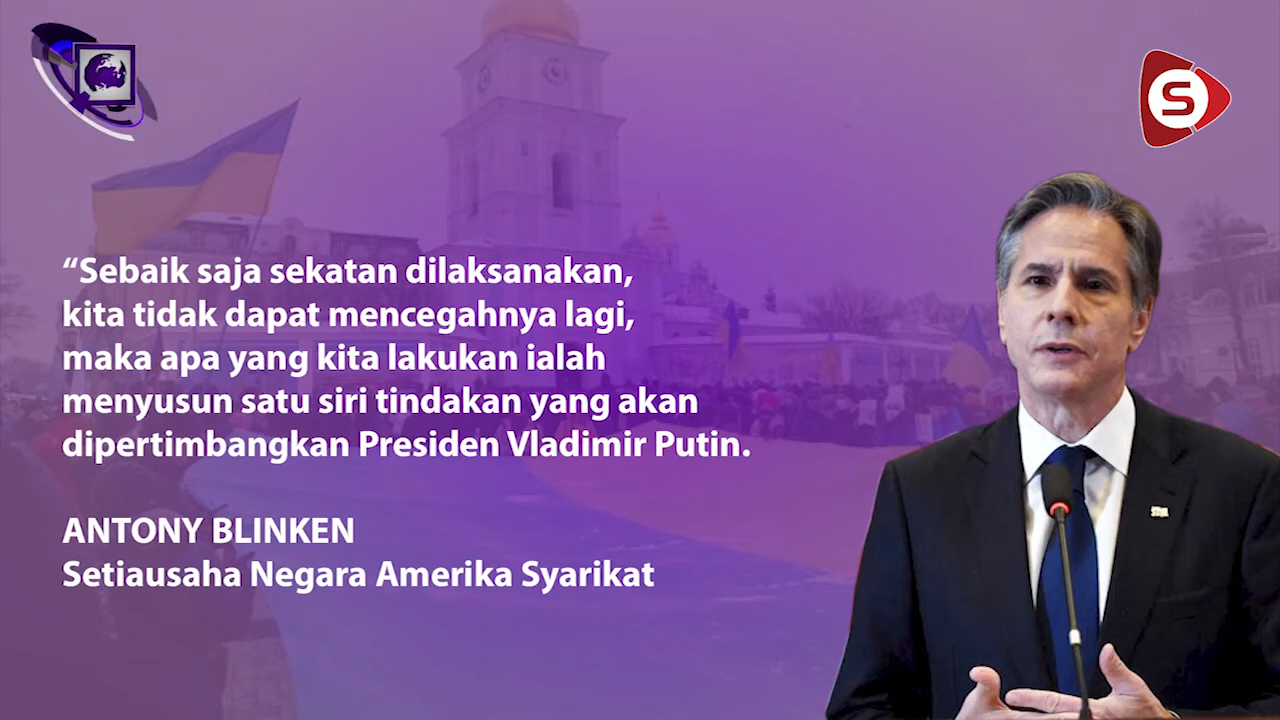 “Sebaik saja sekatan dilaksanakan,
kita tidak dapat mencegahnya lagi,
maka apa yang kita lakukan ialah
menyusun satu siri tindakan yang akan
dipertimbangkan Presiden Vladimir Putin.
ANTONY BLINKEN
Setiausaha Negara Amerika Syarikat
S